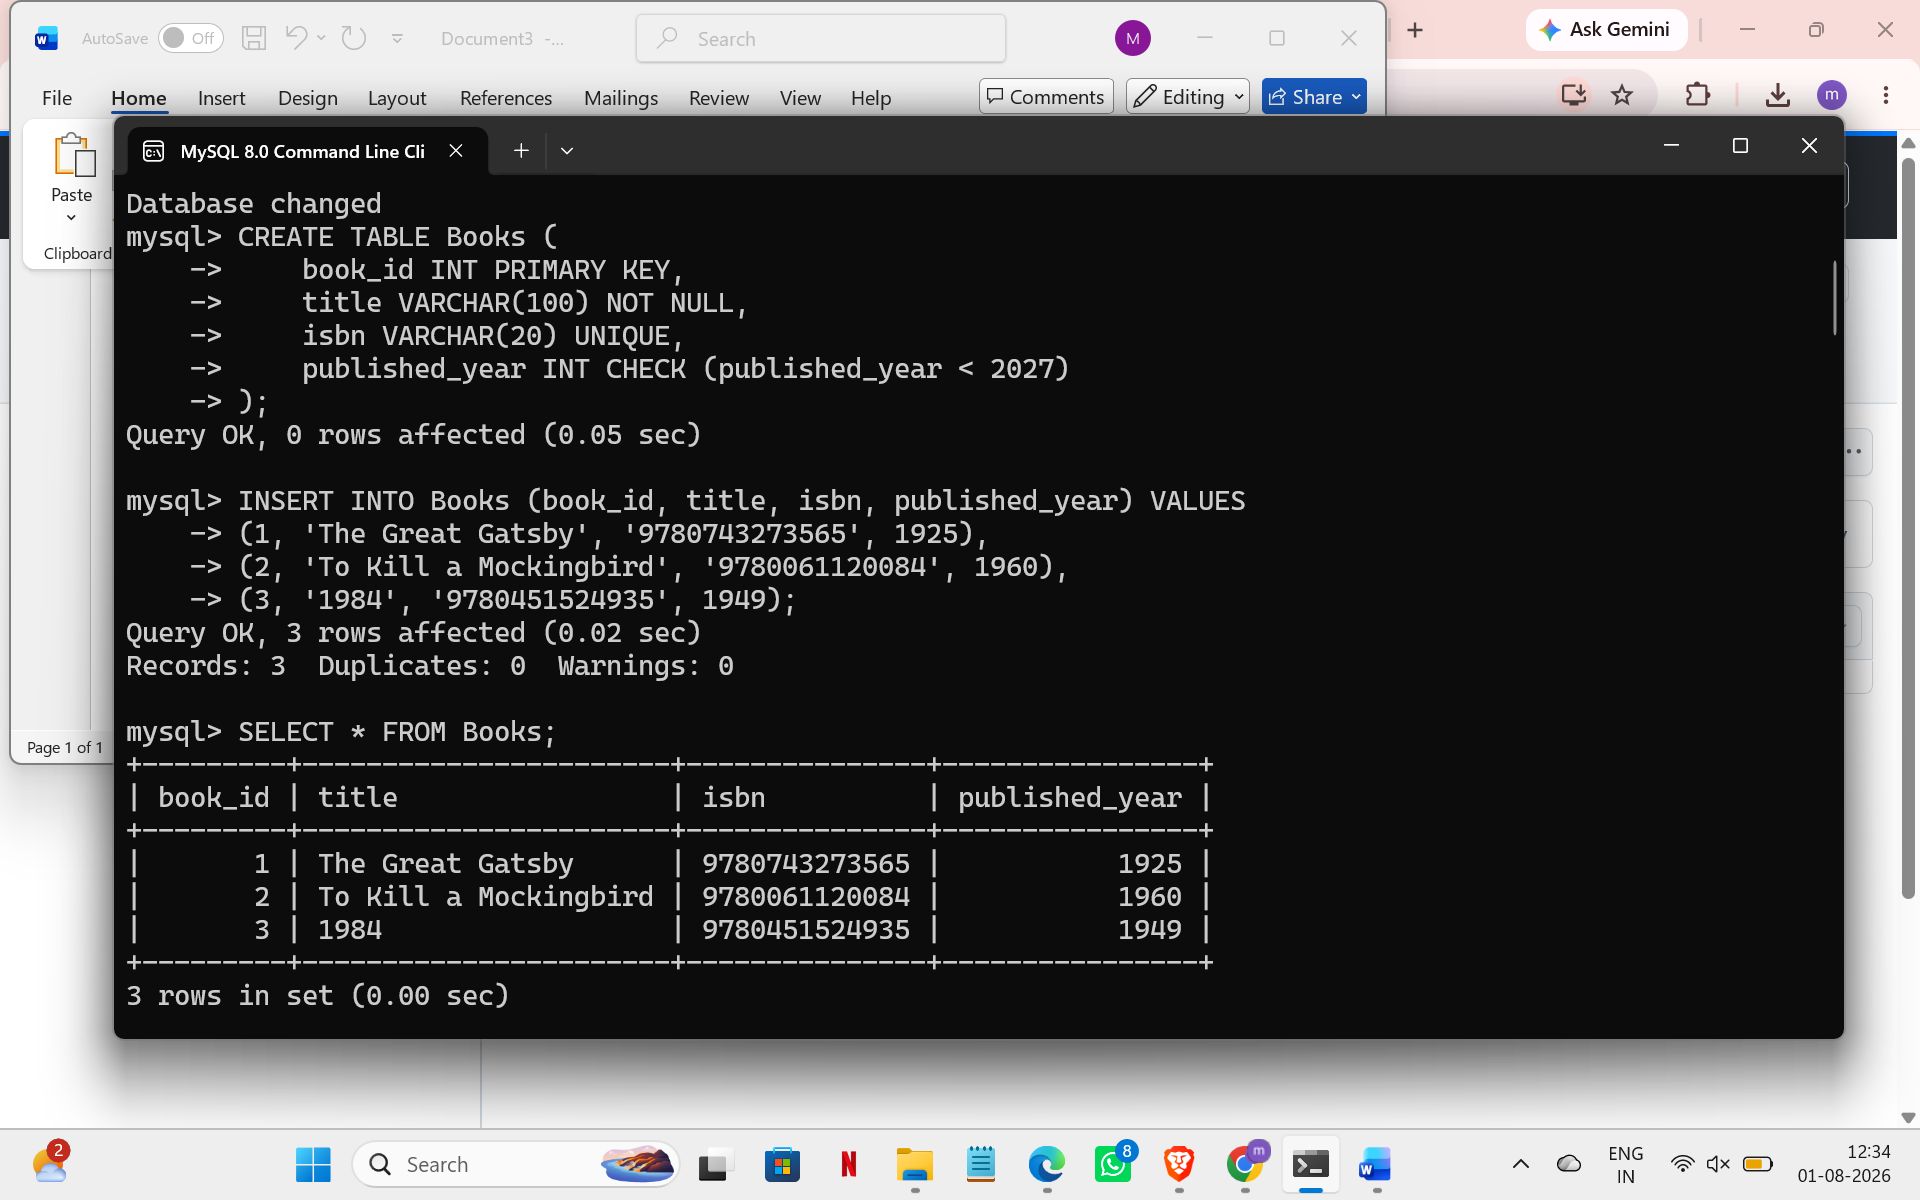 AutoSave Off Document3 -... Search M
Ask Gemini
File Home Insert Design Layout References Mailings Review View Help Comments Editing Share
m
Paste
Clipboard
MySQL 8.0 Command Line Cli
Database changed
mysql> CREATE TABLE Books (
    ->     book_id INT PRIMARY KEY,
    ->     title VARCHAR(100) NOT NULL,
    ->     isbn VARCHAR(20) UNIQUE,
    ->     published_year INT CHECK (published_year < 2027)
    -> );
Query OK, 0 rows affected (0.05 sec)
mysql> INSERT INTO Books (book_id, title, isbn, published_year) VALUES
    -> (1, 'The Great Gatsby', '9780743273565', 1925),
    -> (2, 'To Kill a Mockingbird', '9780061120084', 1960),
    -> (3, '1984', '9780451524935', 1949);
Query OK, 3 rows affected (0.02 sec)
Records: 3  Duplicates: 0  Warnings: 0
mysql> SELECT * FROM Books;
+---------+-----------------------+---------------+----------------+
| book_id | title                 | isbn          | published_year |
+---------+-----------------------+---------------+----------------+
|       1 | The Great Gatsby      | 9780743273565 |           1925 |
|       2 | To Kill a Mockingbird | 9780061120084 |           1960 |
|       3 | 1984                  | 9780451524935 |           1949 |
+---------+-----------------------+---------------+----------------+
3 rows in set (0.00 sec)
Page 1 of 1
2
Search
8
m
ENG
IN
12:34
01-08-2026